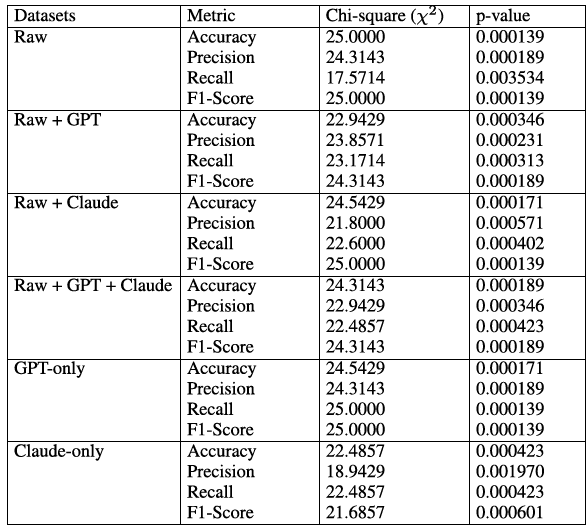 Datasets Metric Chi-square (χ²) p-value
Raw Accuracy 25.0000 0.000139
Precision 24.3143 0.000189
Recall 17.5714 0.003534
F1-Score 25.0000 0.000139
Raw + GPT Accuracy 22.9429 0.000346
Precision 23.8571 0.000231
Recall 23.1714 0.000313
F1-Score 24.3143 0.000189
Raw + Claude Accuracy 24.5429 0.000171
Precision 21.8000 0.000571
Recall 22.6000 0.000402
F1-Score 25.0000 0.000139
Raw + GPT + Claude Accuracy 24.3143 0.000189
Precision 22.9429 0.000346
Recall 22.4857 0.000423
F1-Score 24.3143 0.000189
GPT-only Accuracy 24.5429 0.000171
Precision 24.3143 0.000189
Recall 25.0000 0.000139
F1-Score 25.0000 0.000139
Claude-only Accuracy 22.4857 0.000423
Precision 18.9429 0.001970
Recall 22.4857 0.000423
F1-Score 21.6857 0.000601